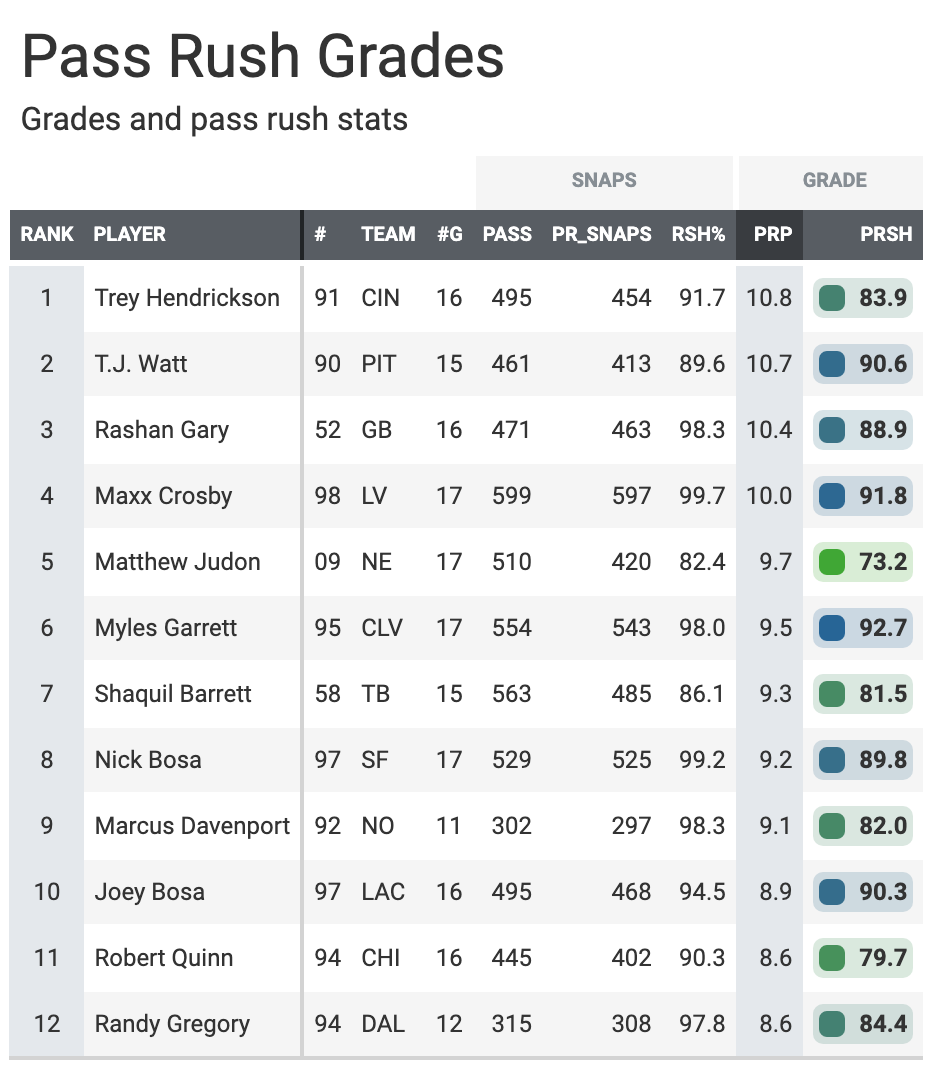 Pass Rush Grades
Grades and pass rush stats
SNAPS GRADE
RANK PLAYER # TEAM #G PASS PR_SNAPS RSH% PRP PRSH
1 Trey Hendrickson 91 CIN 16 495 454 91.7 10.8 83.9
2 T.J. Watt 90 PIT 15 461 413 89.6 10.7 90.6
3 Rashan Gary 52 GB 16 471 463 98.3 10.4 88.9
4 Maxx Crosby 98 LV 17 599 597 99.7 10.0 91.8
5 Matthew Judon 09 NE 17 510 420 82.4 9.7 73.2
6 Myles Garrett 95 CLV 17 554 543 98.0 9.5 92.7
7 Shaquil Barrett 58 TB 15 563 485 86.1 9.3 81.5
8 Nick Bosa 97 SF 17 529 525 99.2 9.2 89.8
9 Marcus Davenport 92 NO 11 302 297 98.3 9.1 82.0
10 Joey Bosa 97 LAC 16 495 468 94.5 8.9 90.3
11 Robert Quinn 94 CHI 16 445 402 90.3 8.6 79.7
12 Randy Gregory 94 DAL 12 315 308 97.8 8.6 84.4